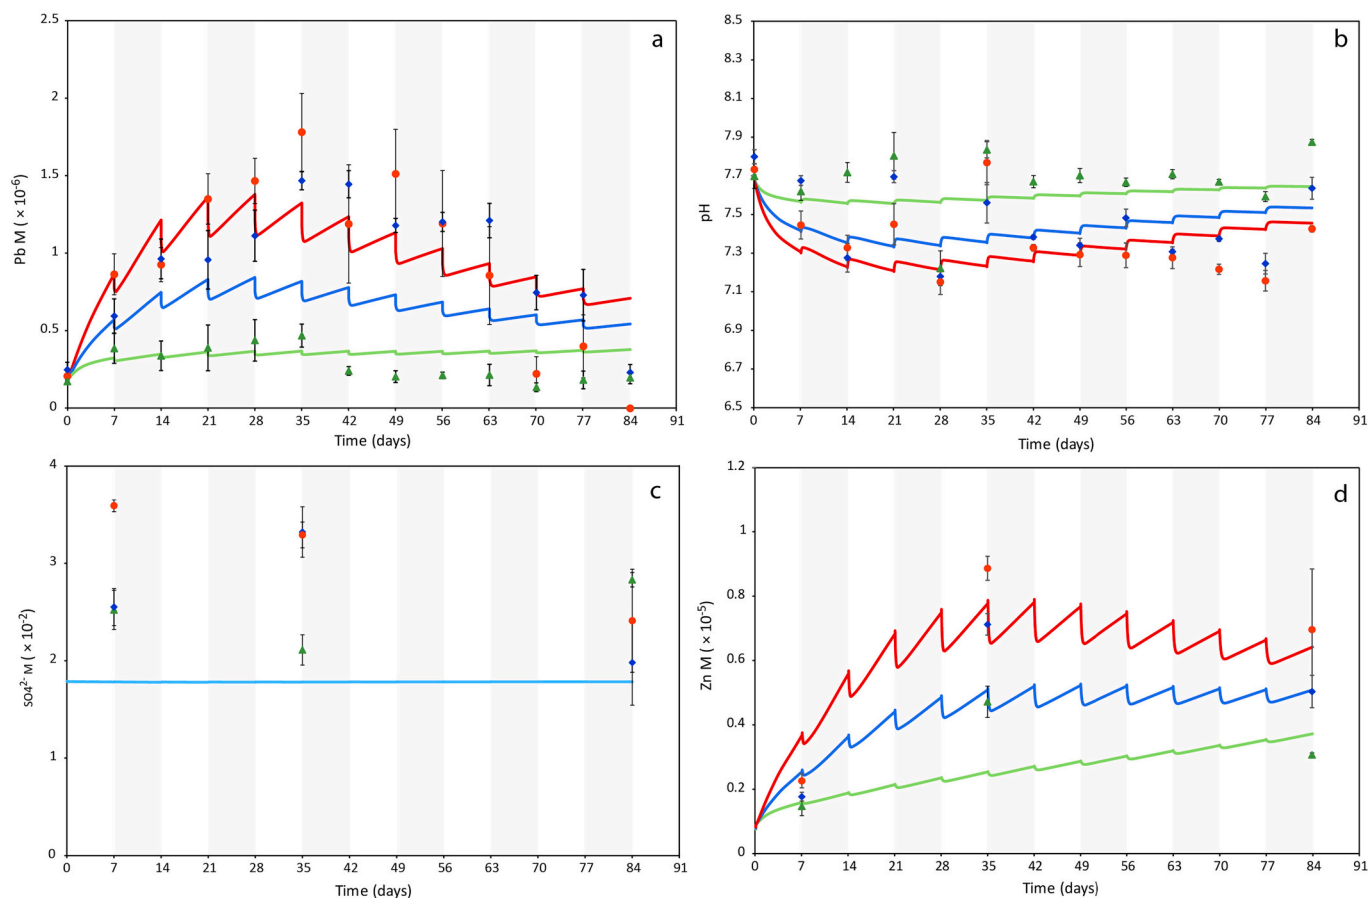 a
2.5
2
1.5
1
0.5
0
Pb M ( × 10⁻⁶)
0 7 14 21 28 35 42 49 56 63 70 77 84 91
Time (days)
b
8.5
8.3
8.1
7.9
7.7
7.5
7.3
7.1
6.9
6.7
6.5
pH
0 7 14 21 28 35 42 49 56 63 70 77 84 91
Time (days)
c
4
3
2
1
0
so4²⁻ M ( × 10⁻²)
0 7 14 21 28 35 42 49 56 63 70 77 84 91
Time (days)
d
1.2
1
0.8
0.6
0.4
0.2
0
Zn M ( × 10⁻⁵)
0 7 14 21 28 35 42 49 56 63 70 77 84 91
Time (days)